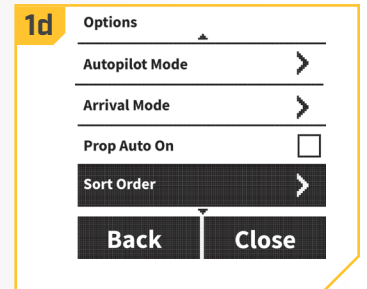 1d
Options
Autopilot Mode
Arrival Mode
Prop Auto On
Sort Order
Back Close